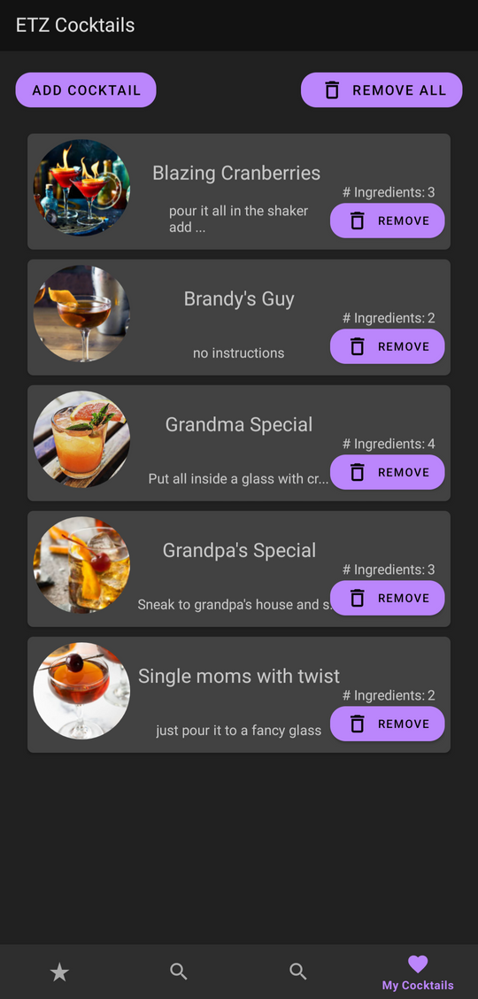 ETZ Cocktails
ADD COCKTAIL
REMOVE ALL
Blazing Cranberries
# Ingredients: 3
pour it all in the shaker
add ...
REMOVE
Brandy's Guy
# Ingredients: 2
no instructions
REMOVE
Grandma Special
# Ingredients: 4
Put all inside a glass with cr...
REMOVE
Grandpa's Special
# Ingredients: 3
Sneak to grandpa's house and s.
REMOVE
Single moms with twist
# Ingredients: 2
just pour it to a fancy glass
REMOVE
My Cocktails